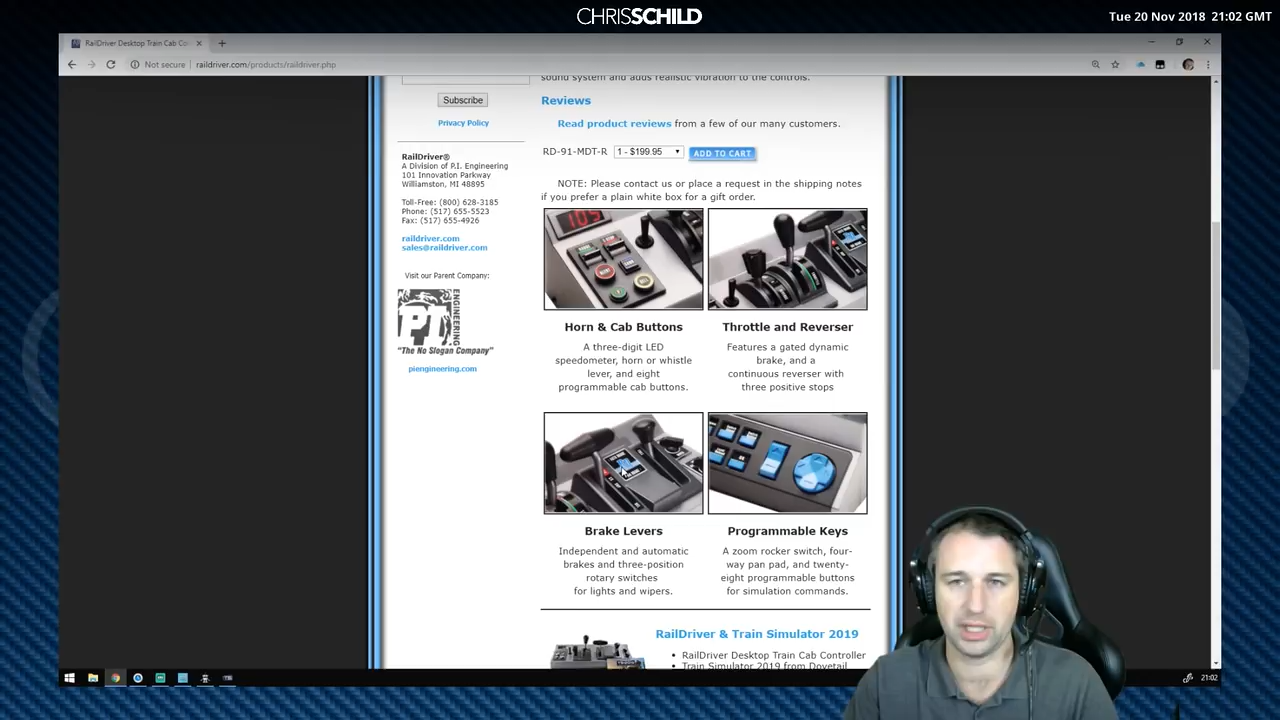 CHRISSCHILD
Tue 20 Nov 2018 21:02 GMT
RailDriver Desktop Train Cab Co
Not secure | raildriver.com/products/raildriver.php
sound system and adds realistic vibration to the controls.
Subscribe
Privacy Policy
RailDriver®
A Division of P.I. Engineering
101 Innovation Parkway
Williamston, MI 48895
Toll-Free: (800) 628-3185
Phone: (517) 655-5523
Fax: (517) 655-4926
raildriver.com
sales@raildriver.com
Visit our Parent Company:
PI ENGINEERING
"The No Slogan Company"
piengineering.com
Reviews
Read product reviews from a few of our many customers.
RD-91-MDT-R 1 - $199.95 ADD TO CART
NOTE: Please contact us or place a request in the shipping notes
if you prefer a plain white box for a gift order.
105
Horn & Cab Buttons
A three-digit LED
speedometer, horn or whistle
lever, and eight
programmable cab buttons.
Throttle and Reverser
Features a gated dynamic
brake, and a
continuous reverser with
three positive stops
Brake Levers
Independent and automatic
brakes and three-position
rotary switches
for lights and wipers.
Programmable Keys
A zoom rocker switch, four-
way pan pad, and twenty-
eight programmable buttons
for simulation commands.
RailDriver & Train Simulator 2019
• RailDriver Desktop Train Cab Controller
• Train Simulator 2019 from Dovetail
21:02